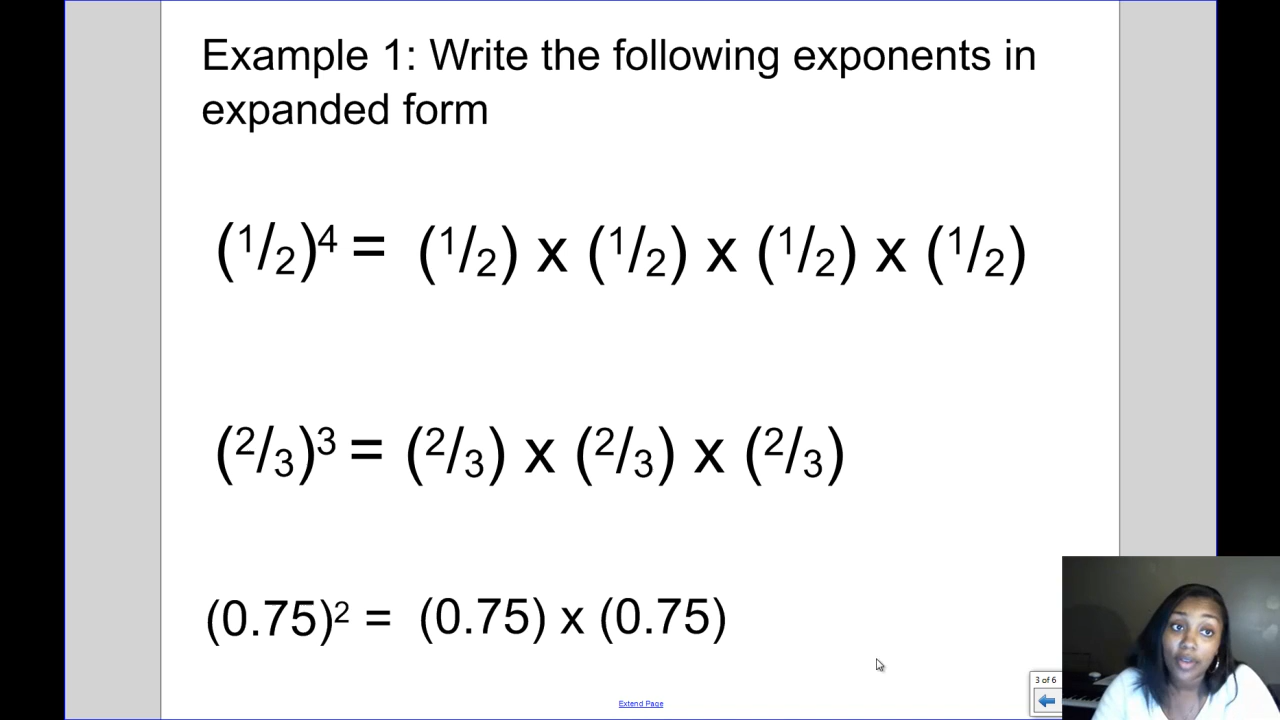 Example 1: Write the following exponents in
expanded form
(¹/₂)⁴ = (¹/₂) x (¹/₂) x (¹/₂) x (¹/₂)
(²/₃)³ = (²/₃) x (²/₃) x (²/₃)
(0.75)² = (0.75) x (0.75)
3 of 6
Extend Page